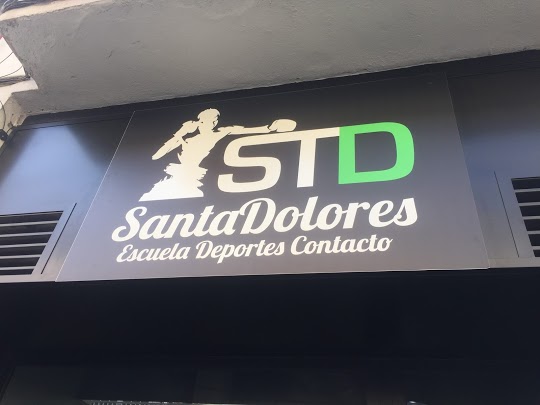 STD
SantaDolores
Escuela Deportes Contacto